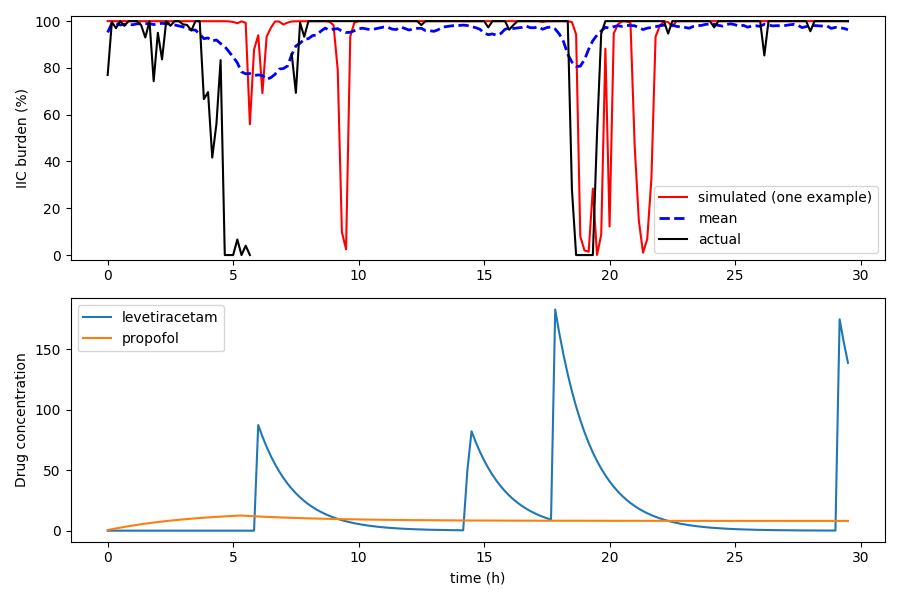 100
80
60
40
20
0
IIC burden (%)
simulated (one example)
mean
actual
0 5 10 15 20 25 30
levetiracetam
propofol
150
100
50
0
Drug concentration
0 5 10 15 20 25 30
time (h)